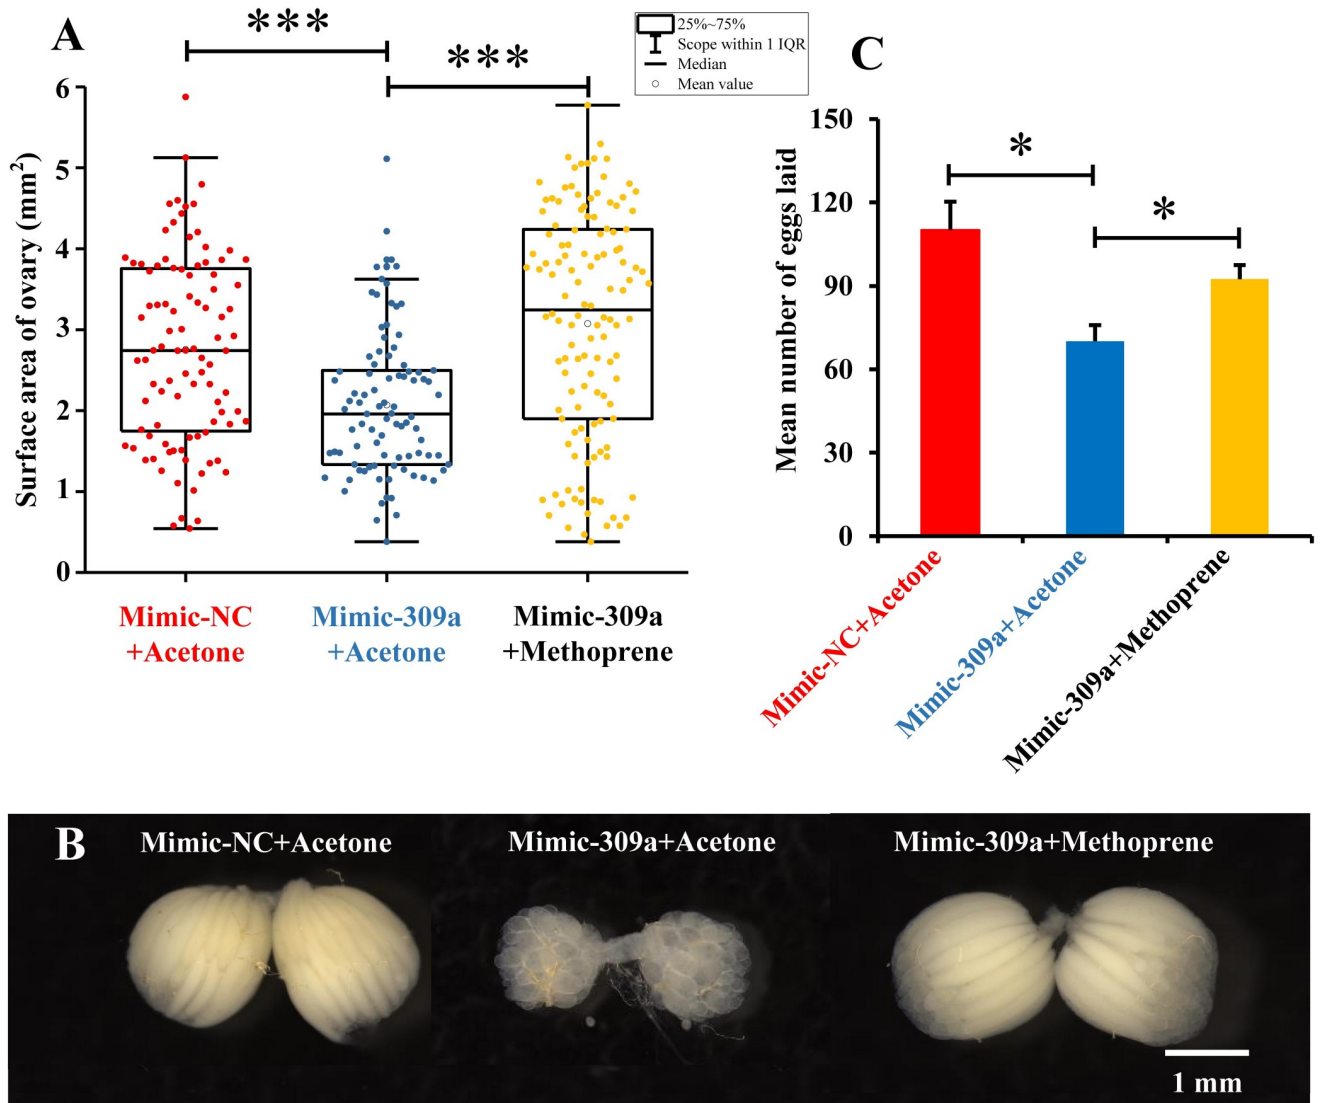 A
***
***
25%~75%
Scope within 1 IQR
Median
Mean value
Surface area of ovary (mm²)
6
5
4
3
2
1
0
Mimic-NC
+Acetone
Mimic-309a
+Acetone
Mimic-309a
+Methoprene
C
*
*
Mean number of eggs laid
150
120
90
60
30
0
Mimic-NC+Acetone
Mimic-309a+Acetone
Mimic-309a+Methoprene
B
Mimic-NC+Acetone
Mimic-309a+Acetone
Mimic-309a+Methoprene
1 mm